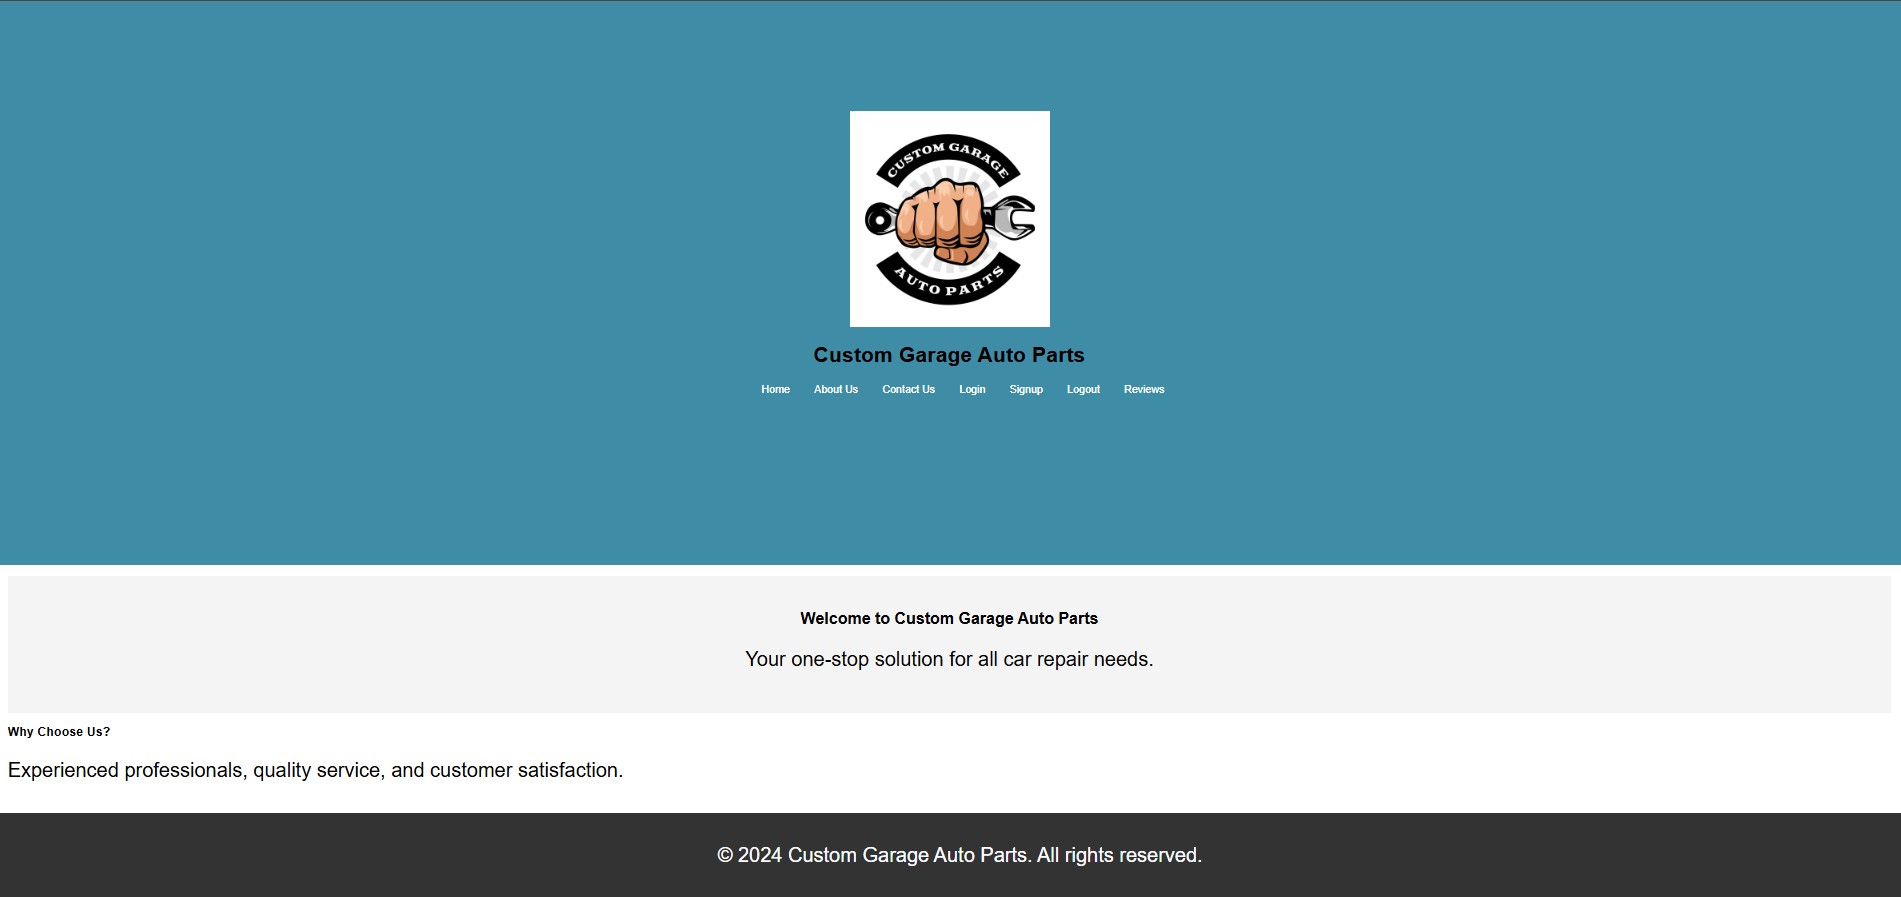 CUSTOM GARAGE
AUTO PARTS
Custom Garage Auto Parts
Home About Us Contact Us Login Signup Logout Reviews
Welcome to Custom Garage Auto Parts
Your one-stop solution for all car repair needs.
Why Choose Us?
Experienced professionals, quality service, and customer satisfaction.
© 2024 Custom Garage Auto Parts. All rights reserved.